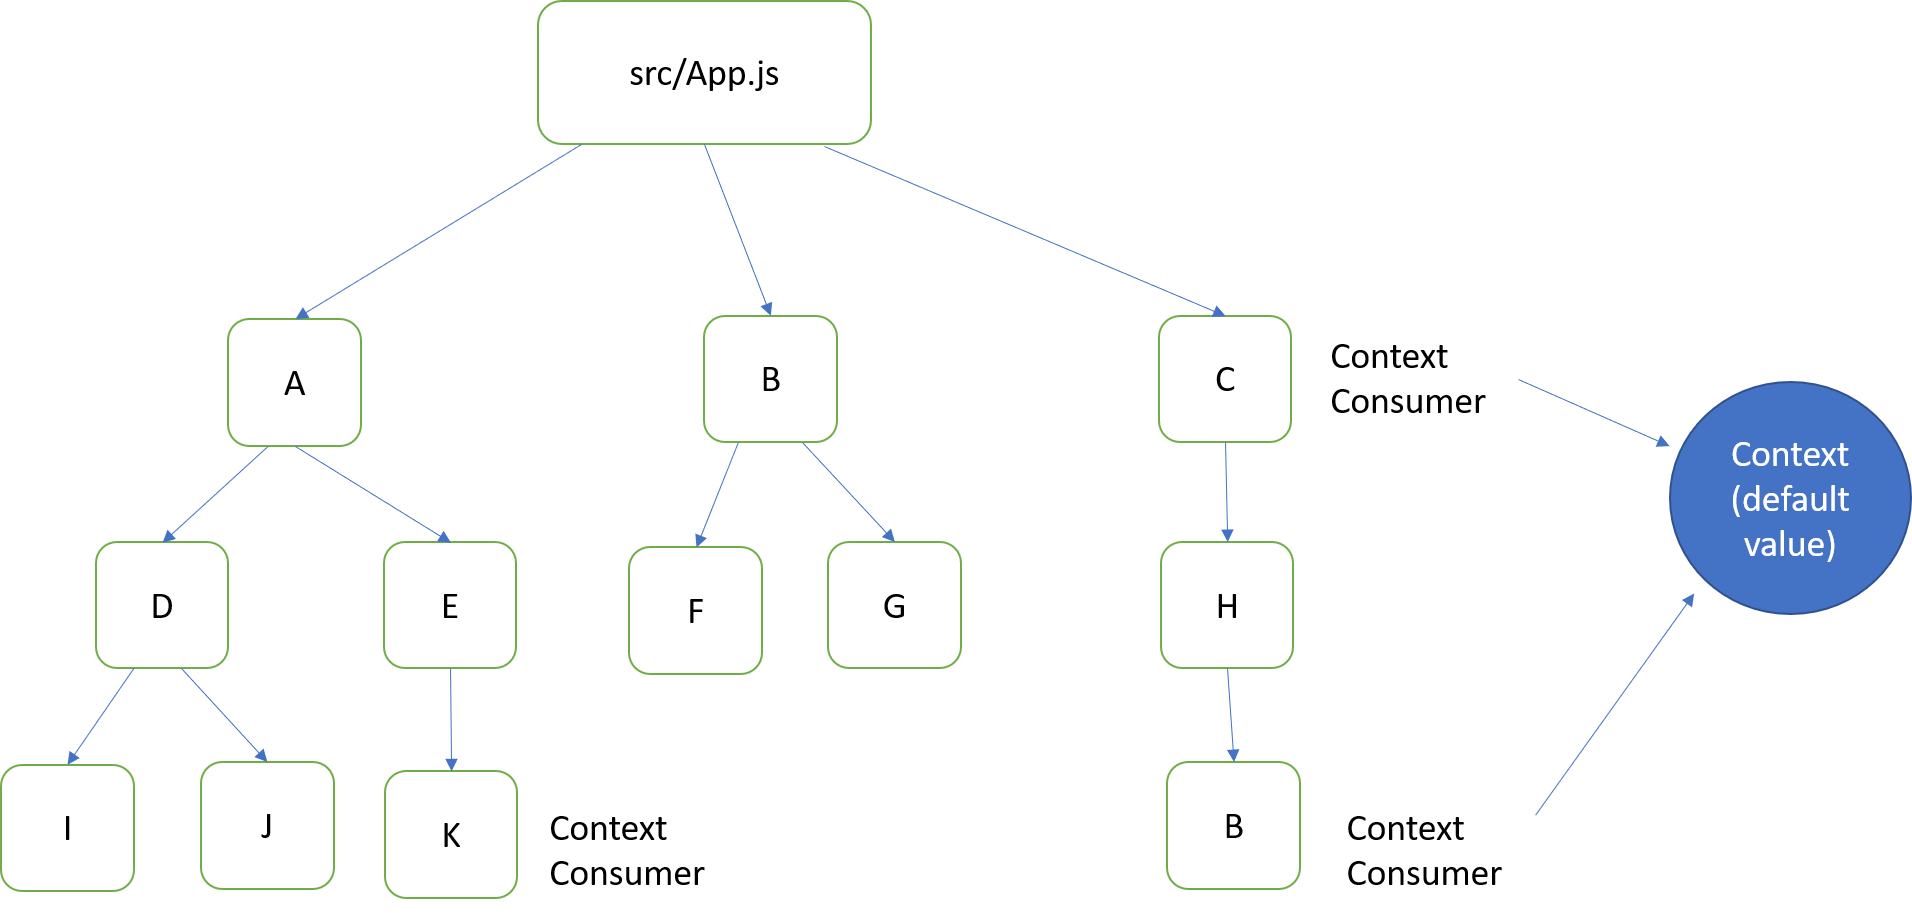 src/App.js
A
B
C
Context
Consumer
Context
(default
value)
D
E
F
G
H
I
J
K
Context
Consumer
B
Context
Consumer